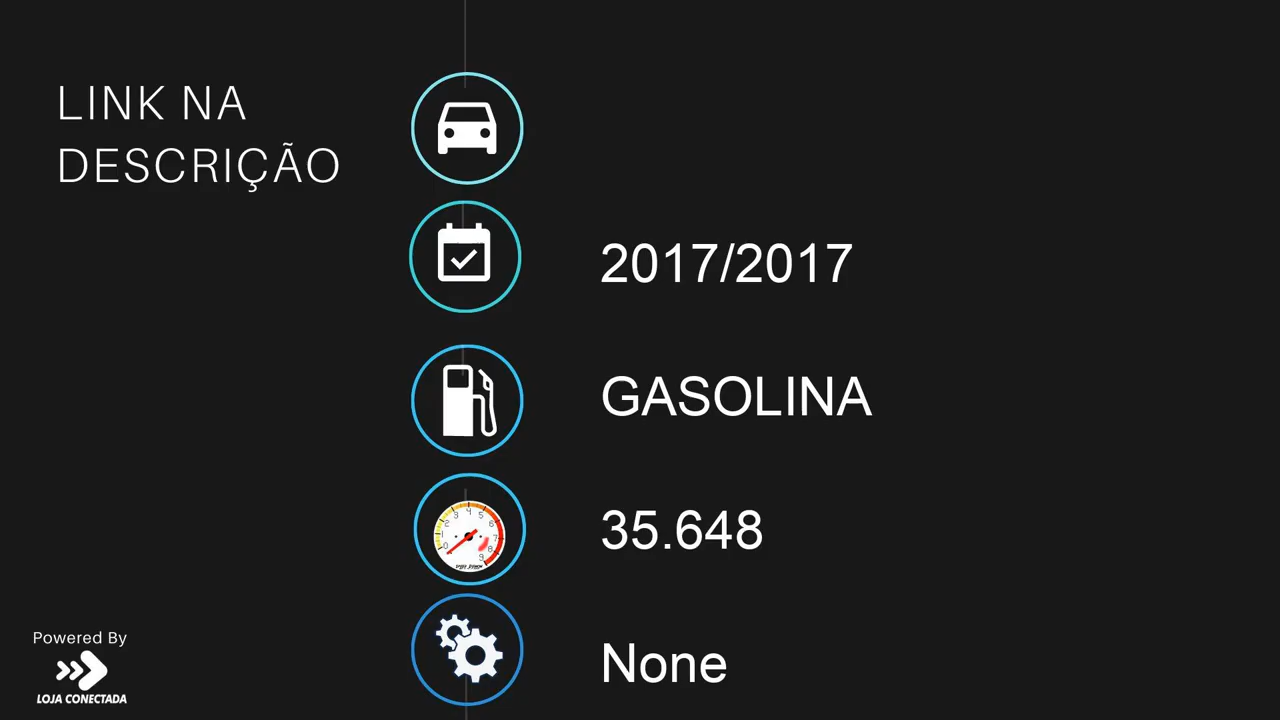 LINK NA
DESCRIÇÃO
2017/2017
GASOLINA
35.648
None
Powered By
LOJA CONECTADA